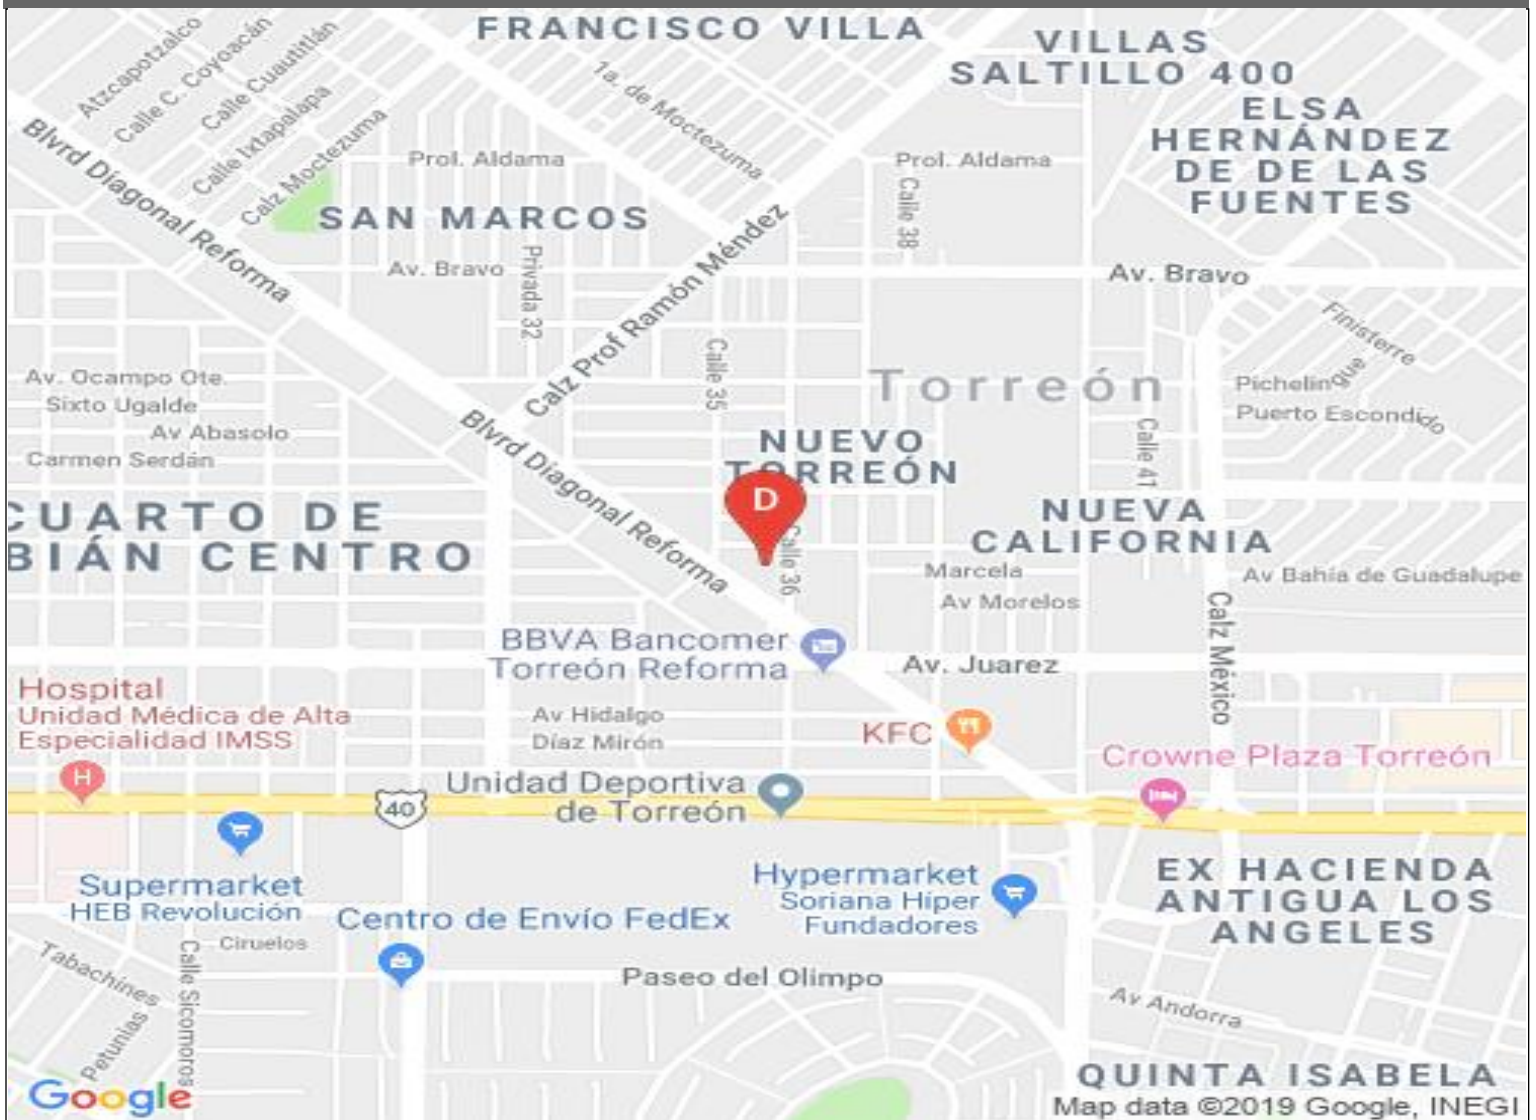 FRANCISCO VILLA
VILLAS
SALTILLO 400
ELSA
HERNÁNDEZ
DE DE LAS
FUENTES
Atzcapotzalco
Calle C. Coyoacán
Calle Cuautitlán
Calle Ixtapalapa
Calz Moctezuma
1a. de Moctezuma
Blvrd Diagonal Reforma
Prol. Aldama
Prol. Aldama
Calle 38
SAN MARCOS
Av. Bravo
Privada 32
Calz Prof Ramón Méndez
Av. Bravo
Finisterre
Calle 35
Av. Ocampo Ote.
Sixto Ugalde
Av Abasolo
Carmen Serdán
Torreón
Pichelingue
Puerto Escondido
Calle 41
Blvrd Diagonal Reforma
NUEVO
TORREÓN
D
Calle 36
CUARTO DE
BIÁN CENTRO
NUEVA
CALIFORNIA
Marcela
Av Morelos
Av Bahía de Guadalupe
Calz México
BBVA Bancomer
Torreón Reforma
Av. Juarez
Hospital
Unidad Médica de Alta
Especialidad IMSS
H
Av Hidalgo
Díaz Mirón
KFC
Crowne Plaza Torreón
Unidad Deportiva
de Torreón
40
Supermarket
HEB Revolución
Centro de Envío FedEx
Hypermarket
Soriana Híper
Fundadores
EX HACIENDA
ANTIGUA LOS
ANGELES
Ciruelos
Tabachines
Calle Sicomoros
Petunias
Paseo del Olimpo
Av Andorra
QUINTA ISABELA
Google
Map data ©2019 Google, INEGI